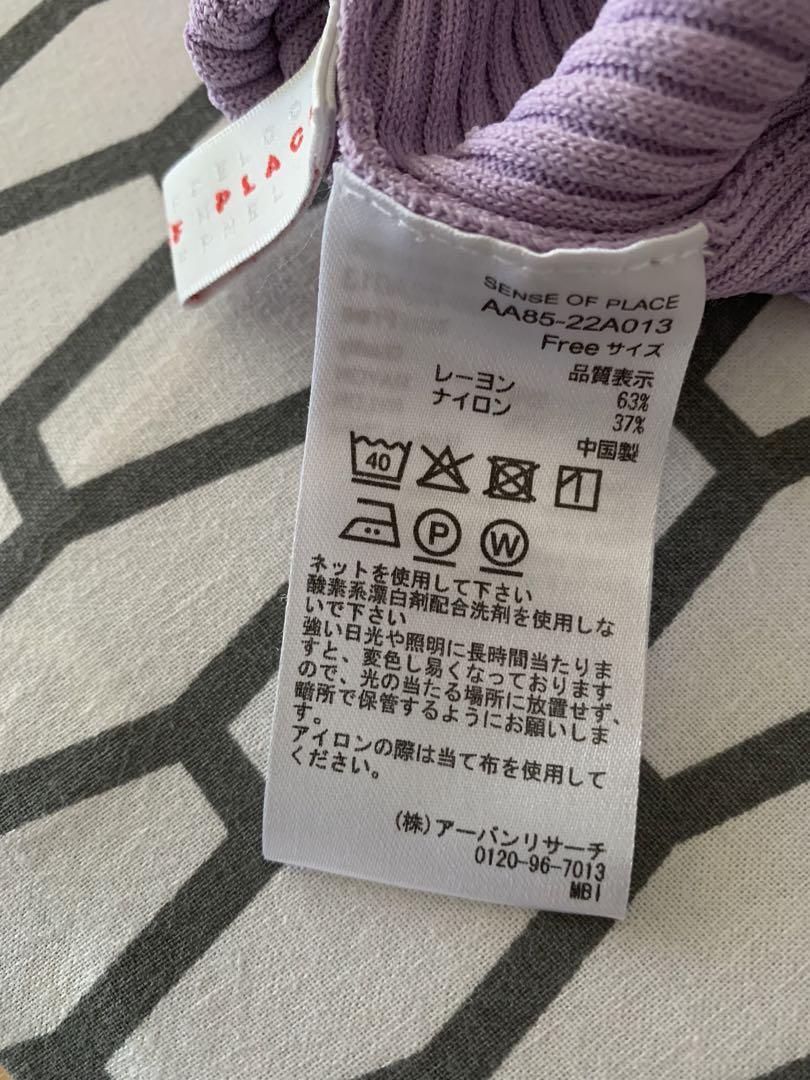 PLAC
SENSE OF PLACE
AA85-22A013
Free サイズ
品質表示
レーヨン 63%
ナイロン 37%
中国製
40
P W
ネットを使用して下さい
酸素系漂白剤配合洗剤を使用しな
いで下さい
強い日光や照明に長時間当たりま
すと、変色し易くなっております
ので、光の当たる場所に放置せず、
暗所で保管するようにお願いしま
す。
アイロンの際は当て布を使用して
ください。
(株)アーバンリサーチ
0120-96-7013
MBI